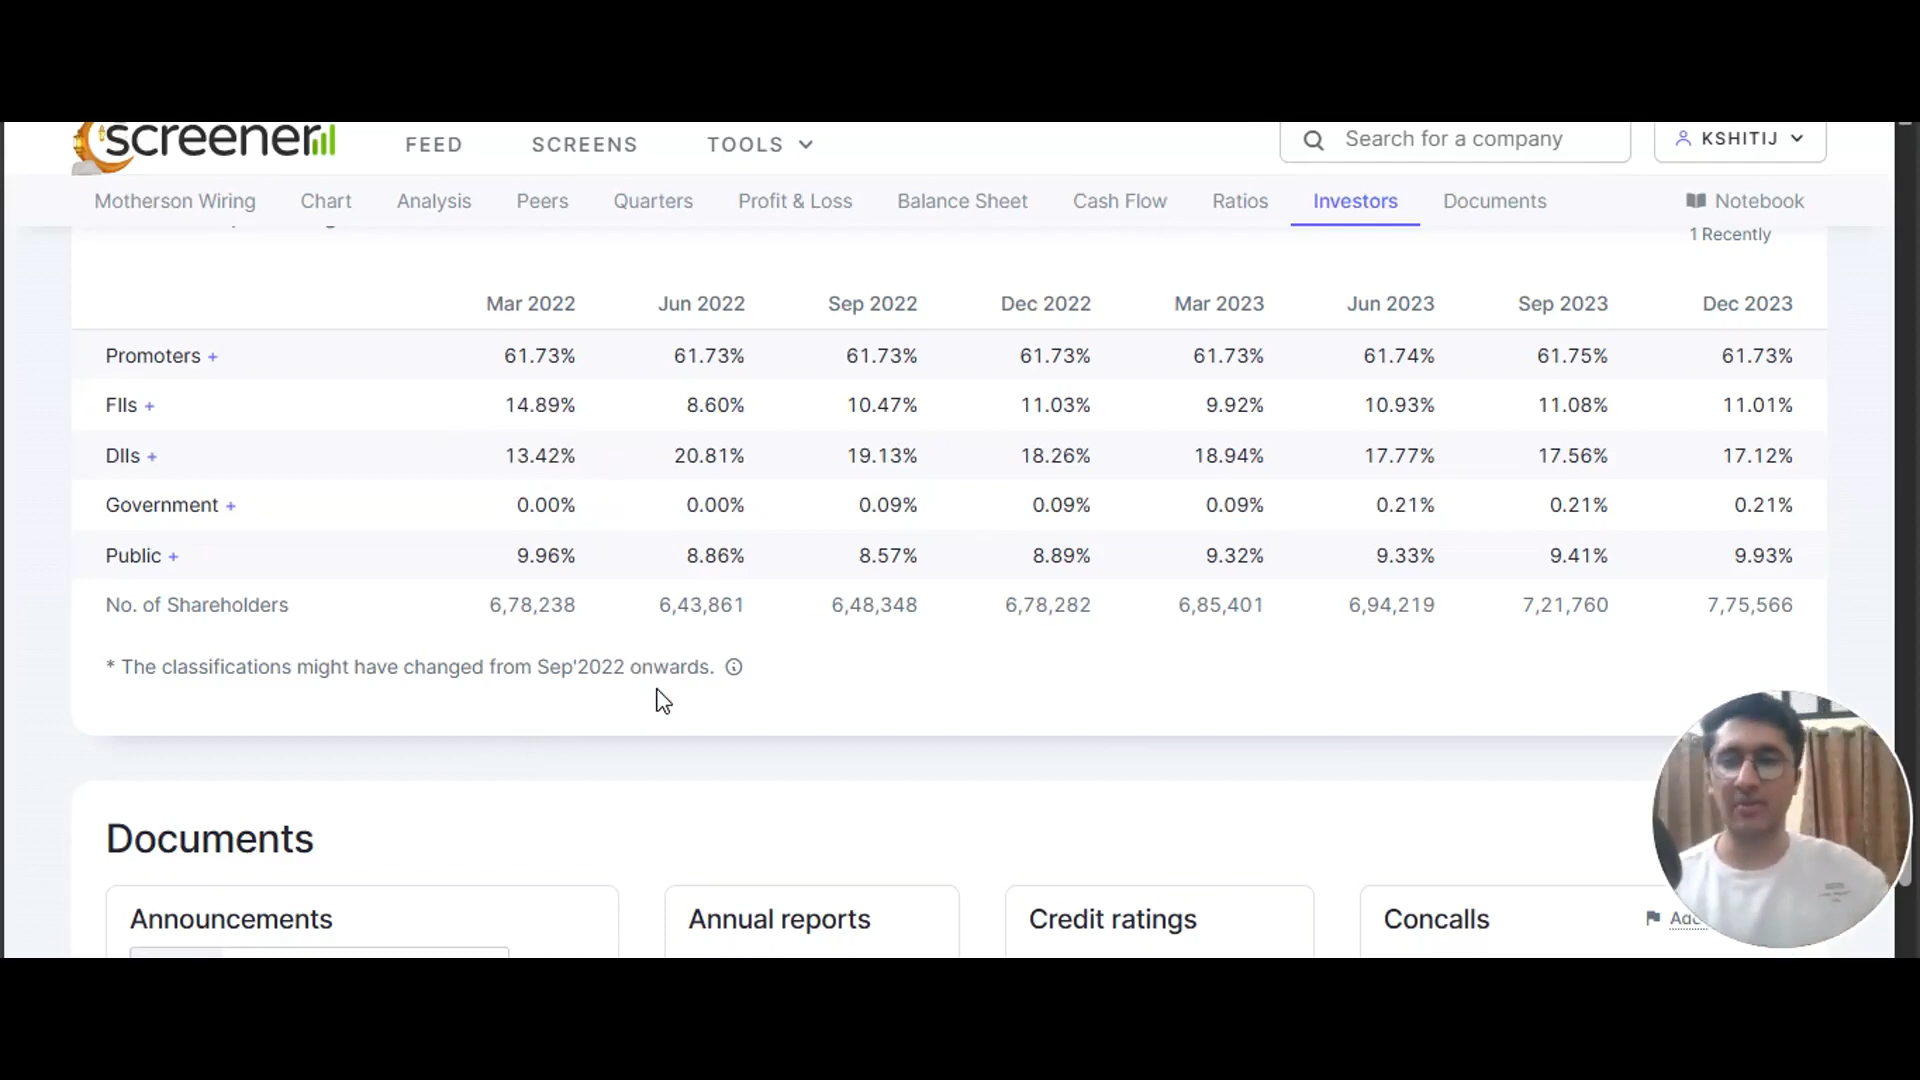 screener FEED SCREENS TOOLS Search for a company KSHITIJ
Motherson Wiring Chart Analysis Peers Quarters Profit & Loss Balance Sheet Cash Flow Ratios Investors Documents Notebook
1 Recently
Mar 2022 Jun 2022 Sep 2022 Dec 2022 Mar 2023 Jun 2023 Sep 2023 Dec 2023
Promoters + 61.73% 61.73% 61.73% 61.73% 61.73% 61.74% 61.75% 61.73%
FIIs + 14.89% 8.60% 10.47% 11.03% 9.92% 10.93% 11.08% 11.01%
DIIs + 13.42% 20.81% 19.13% 18.26% 18.94% 17.77% 17.56% 17.12%
Government + 0.00% 0.00% 0.09% 0.09% 0.09% 0.21% 0.21% 0.21%
Public + 9.96% 8.86% 8.57% 8.89% 9.32% 9.33% 9.41% 9.93%
No. of Shareholders 6,78,238 6,43,861 6,48,348 6,78,282 6,85,401 6,94,219 7,21,760 7,75,566
* The classifications might have changed from Sep'2022 onwards.
Documents
Announcements Annual reports Credit ratings Concalls